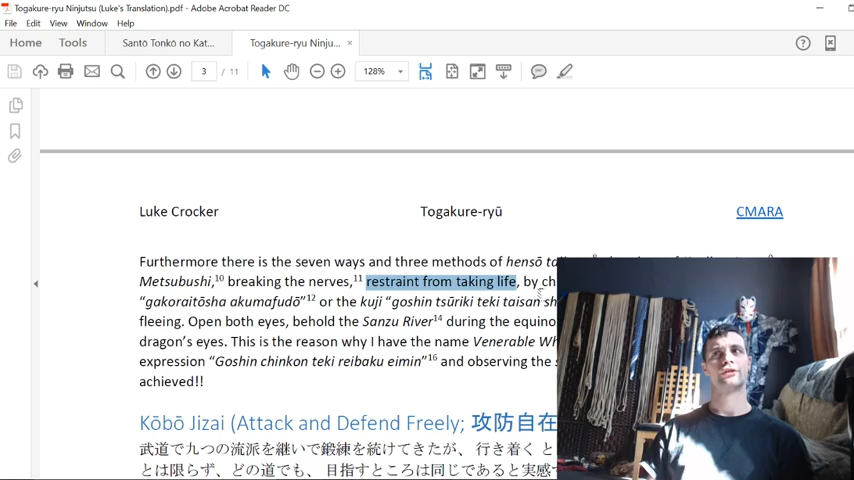 Togakure-ryu Ninjutsu (Luke's Translation).pdf - Adobe Acrobat Reader DC
File Edit View Window Help
Home Tools Santō Tonkō no Kat... Togakure-ryu Ninju... ×
3 / 11 128%
Luke Crocker Togakure-ryū CMARA
Furthermore there is the seven ways and three methods of hensō
Metsubushi,10 breaking the nerves,11 restraint from taking life, by
“gakoraitōsha akumafudō”12 or the kuji “goshin tsūriki teki taisan
fleeing. Open both eyes, behold the Sanzu River14 during the
dragon's eyes. This is the reason why I have the name Venerable
expression “Goshin chinkon teki reibaku eimin”16 and observing the
achieved!!
Kōbō Jizai (Attack and Defend Freely; 攻防自在
武道で九つの流派を継いで鍛練を続けてきたが、 行き着く と
とは限らず、どの道でも、 目指すところは同じであると実感